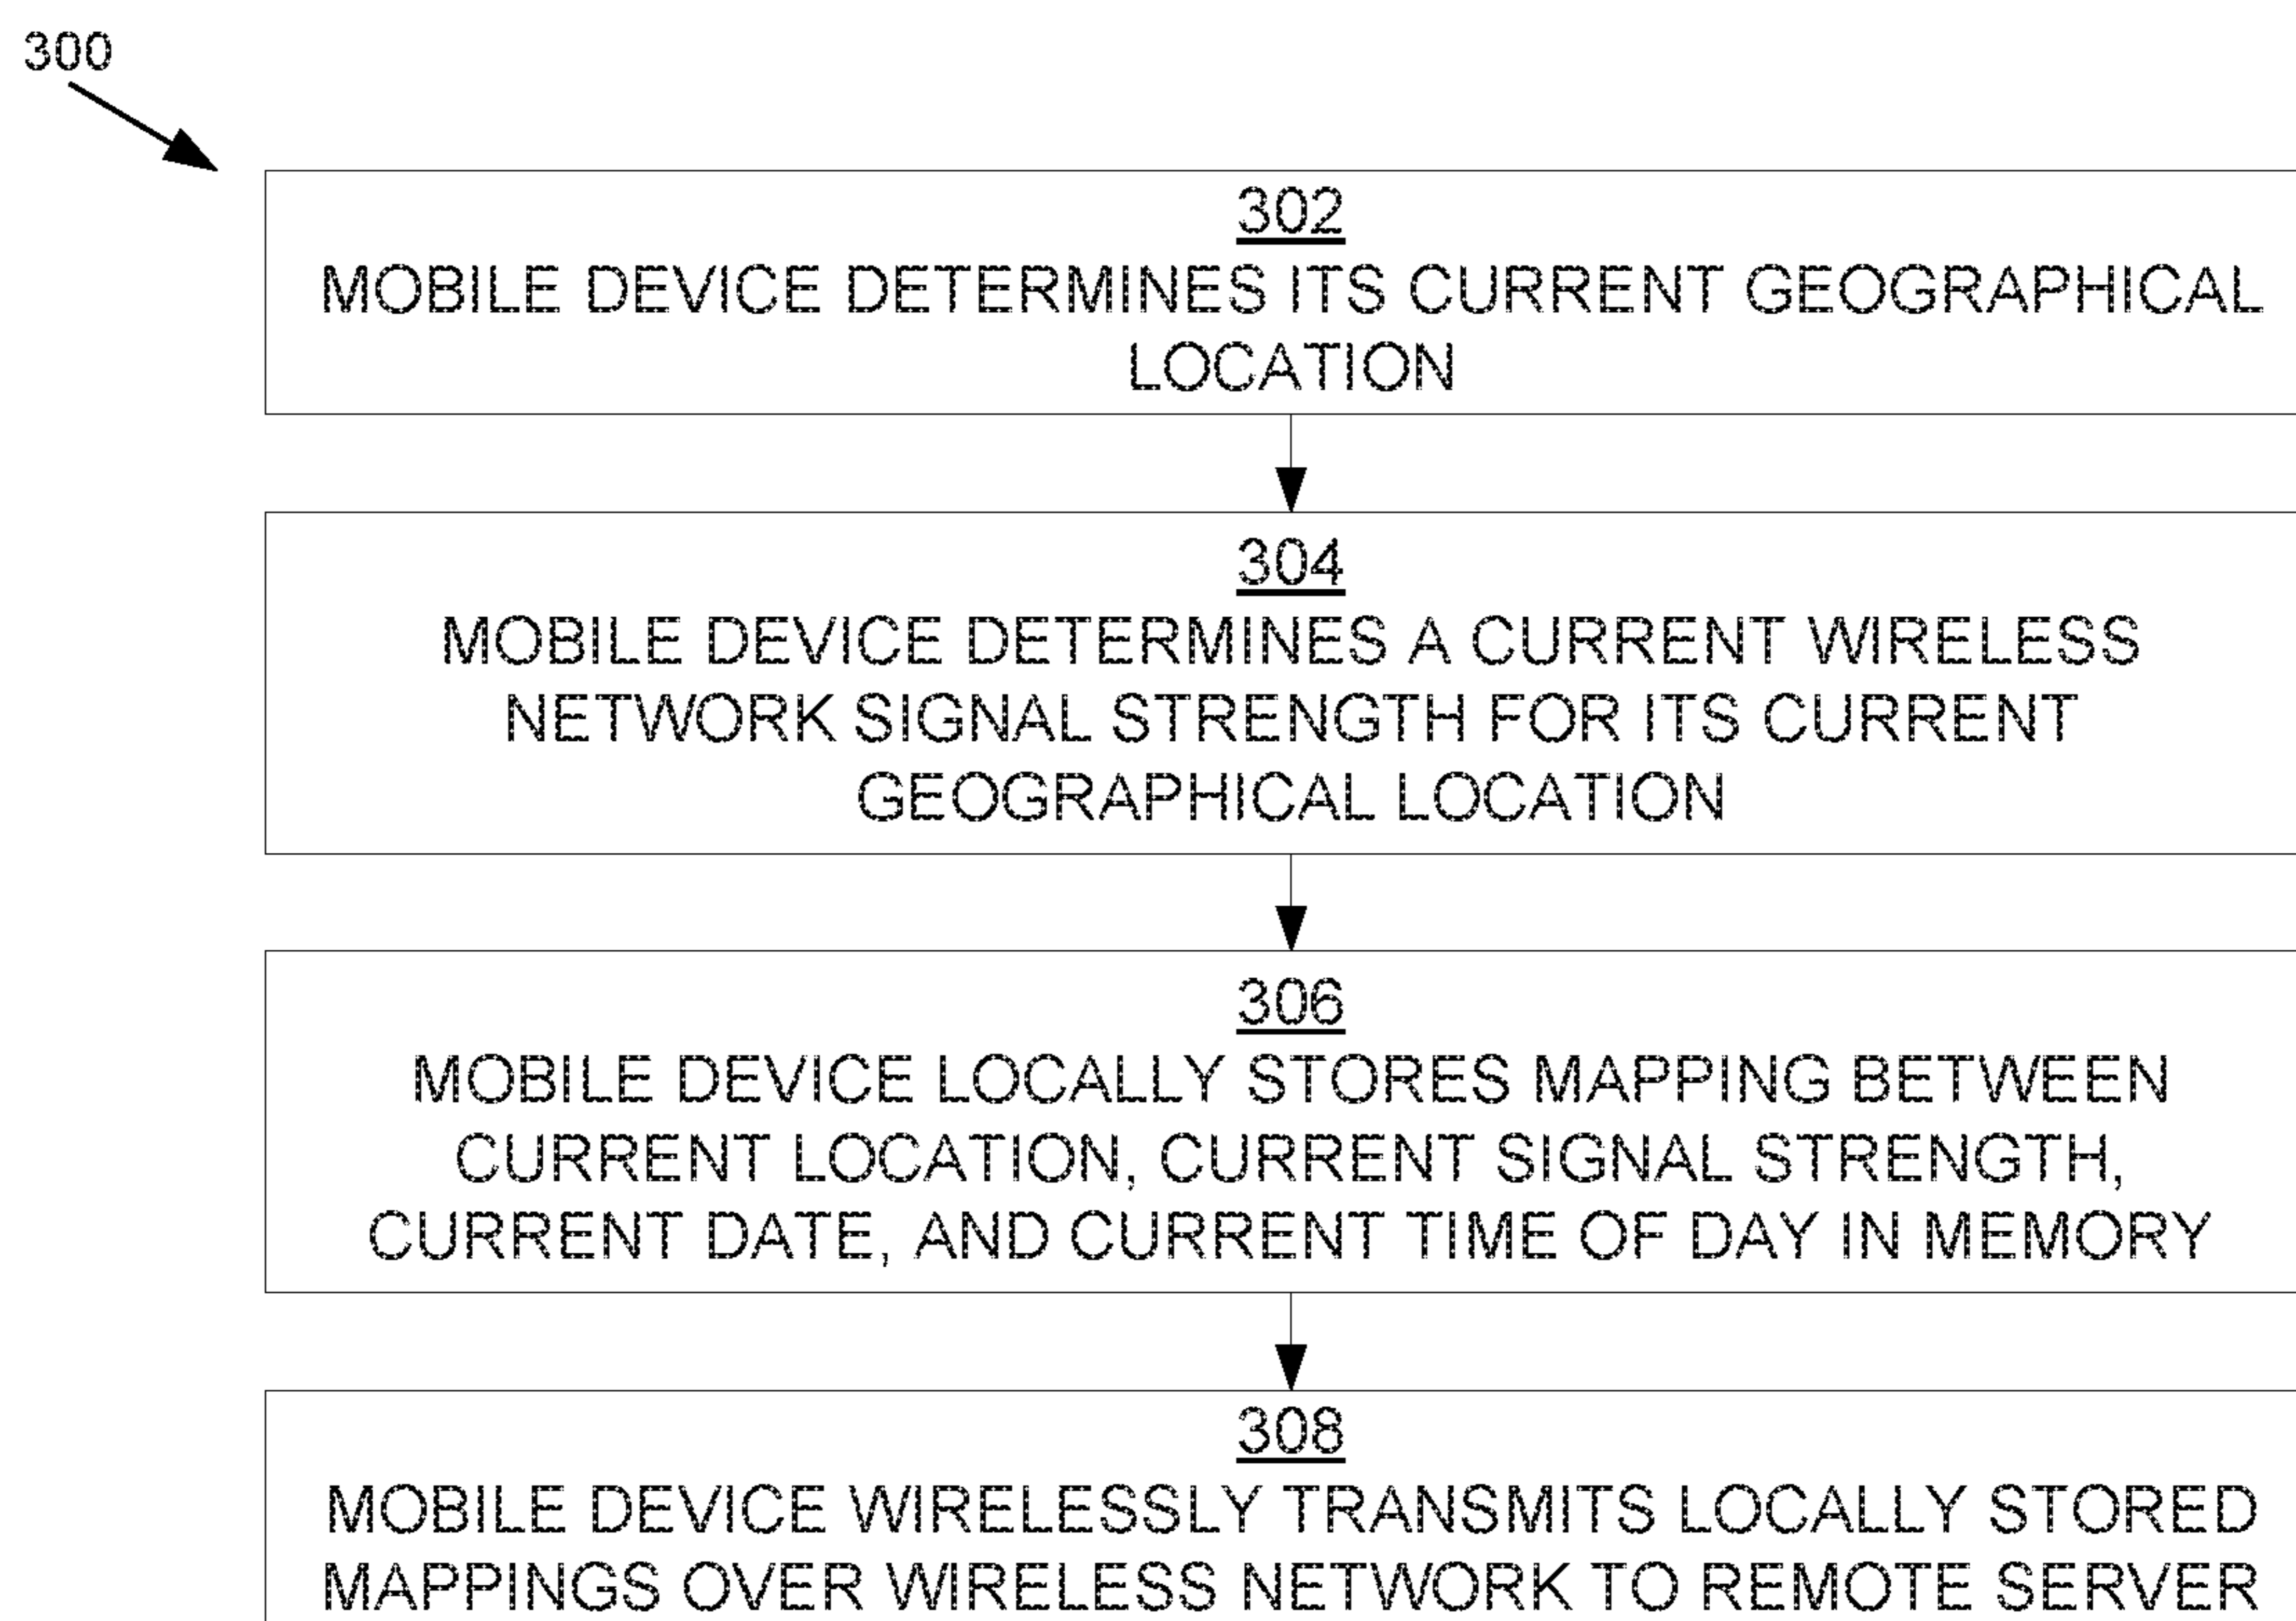 300
302
MOBILE DEVICE DETERMINES ITS CURRENT GEOGRAPHICAL
LOCATION
304
MOBILE DEVICE DETERMINES A CURRENT WIRELESS
NETWORK SIGNAL STRENGTH FOR ITS CURRENT
GEOGRAPHICAL LOCATION
306
MOBILE DEVICE LOCALLY STORES MAPPING BETWEEN
CURRENT LOCATION, CURRENT SIGNAL STRENGTH,
CURRENT DATE, AND CURRENT TIME OF DAY IN MEMORY
308
MOBILE DEVICE WIRELESSLY TRANSMITS LOCALLY STORED
MAPPINGS OVER WIRELESS NETWORK TO REMOTE SERVER